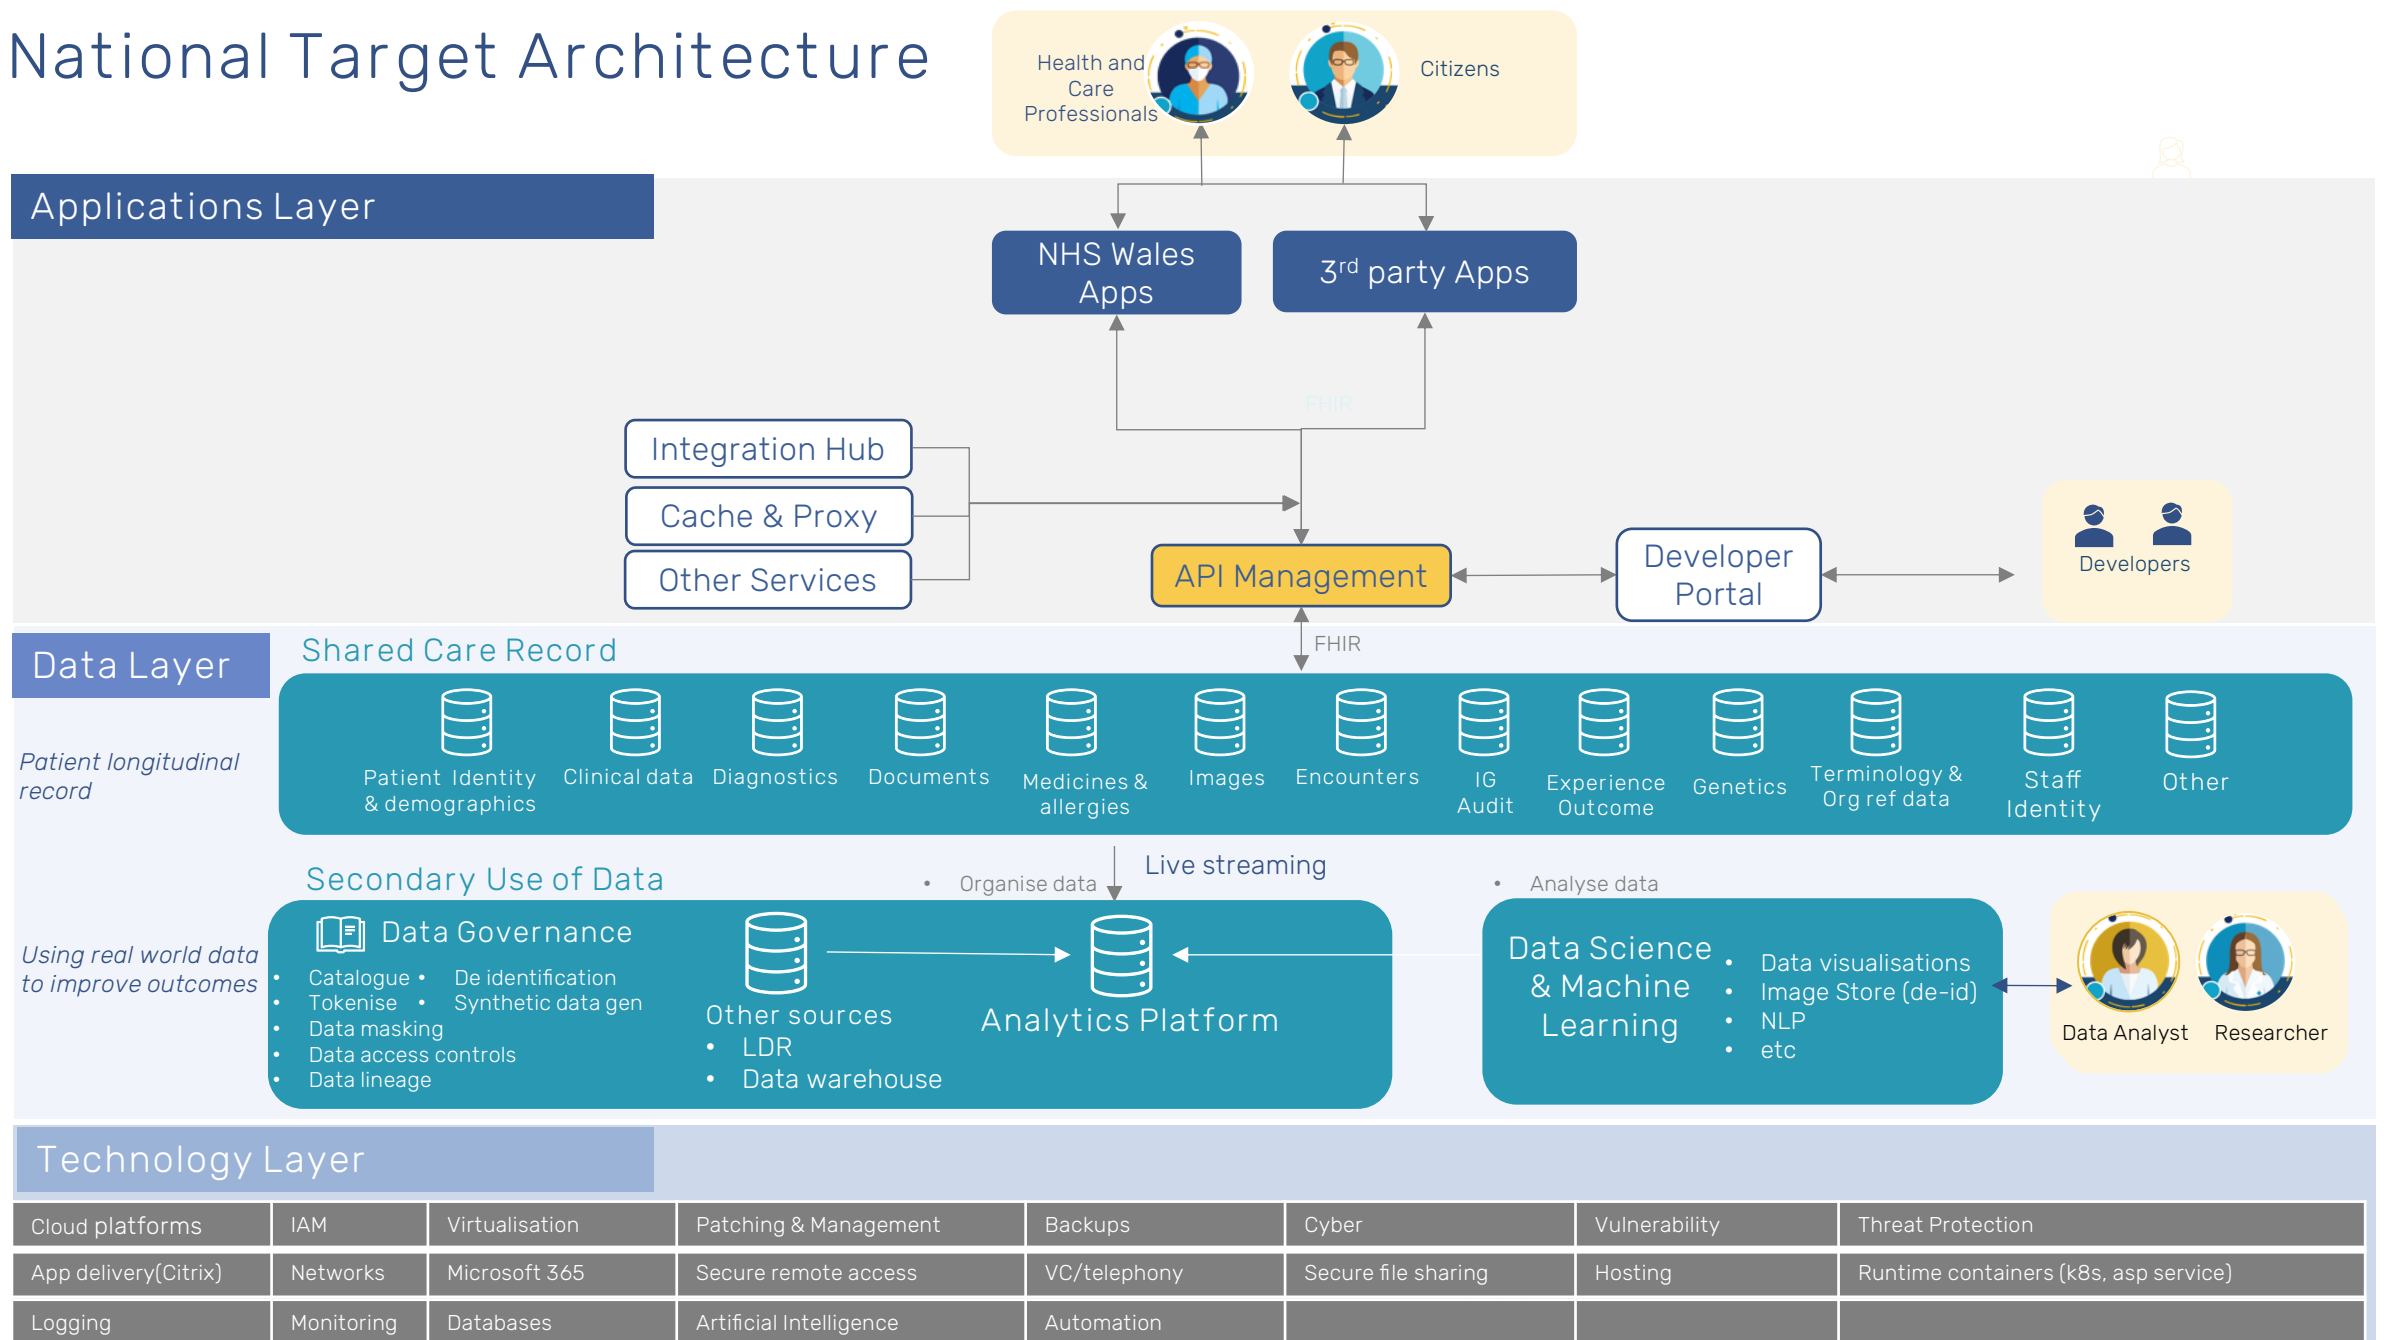 National Target Architecture
Health and
Care
Professionals
Citizens
Applications Layer
NHS Wales
Apps
3rd party Apps
FHIR
Integration Hub
Cache & Proxy
Other Services
API Management
Developer
Portal
Developers
Data Layer
Shared Care Record
FHIR
Patient longitudinal
record
Patient Identity
& demographics
Clinical data
Diagnostics
Documents
Medicines &
allergies
Images
Encounters
IG
Audit
Experience
Outcome
Genetics
Terminology &
Org ref data
Staff
Identity
Other
Secondary Use of Data
• Organise data
Live streaming
• Analyse data
Using real world data
to improve outcomes
Data Governance
• Catalogue • De identification
• Tokenise • Synthetic data gen
• Data masking
• Data access controls
• Data lineage
Other sources
• LDR
• Data warehouse
Analytics Platform
Data Science
& Machine
Learning
• Data visualisations
• Image Store (de-id)
• NLP
• etc
Data Analyst
Researcher
Technology Layer
Cloud platforms IAM Virtualisation Patching & Management Backups Cyber Vulnerability Threat Protection
App delivery(Citrix) Networks Microsoft 365 Secure remote access VC/telephony Secure file sharing Hosting Runtime containers (k8s, asp service)
Logging Monitoring Databases Artificial Intelligence Automation